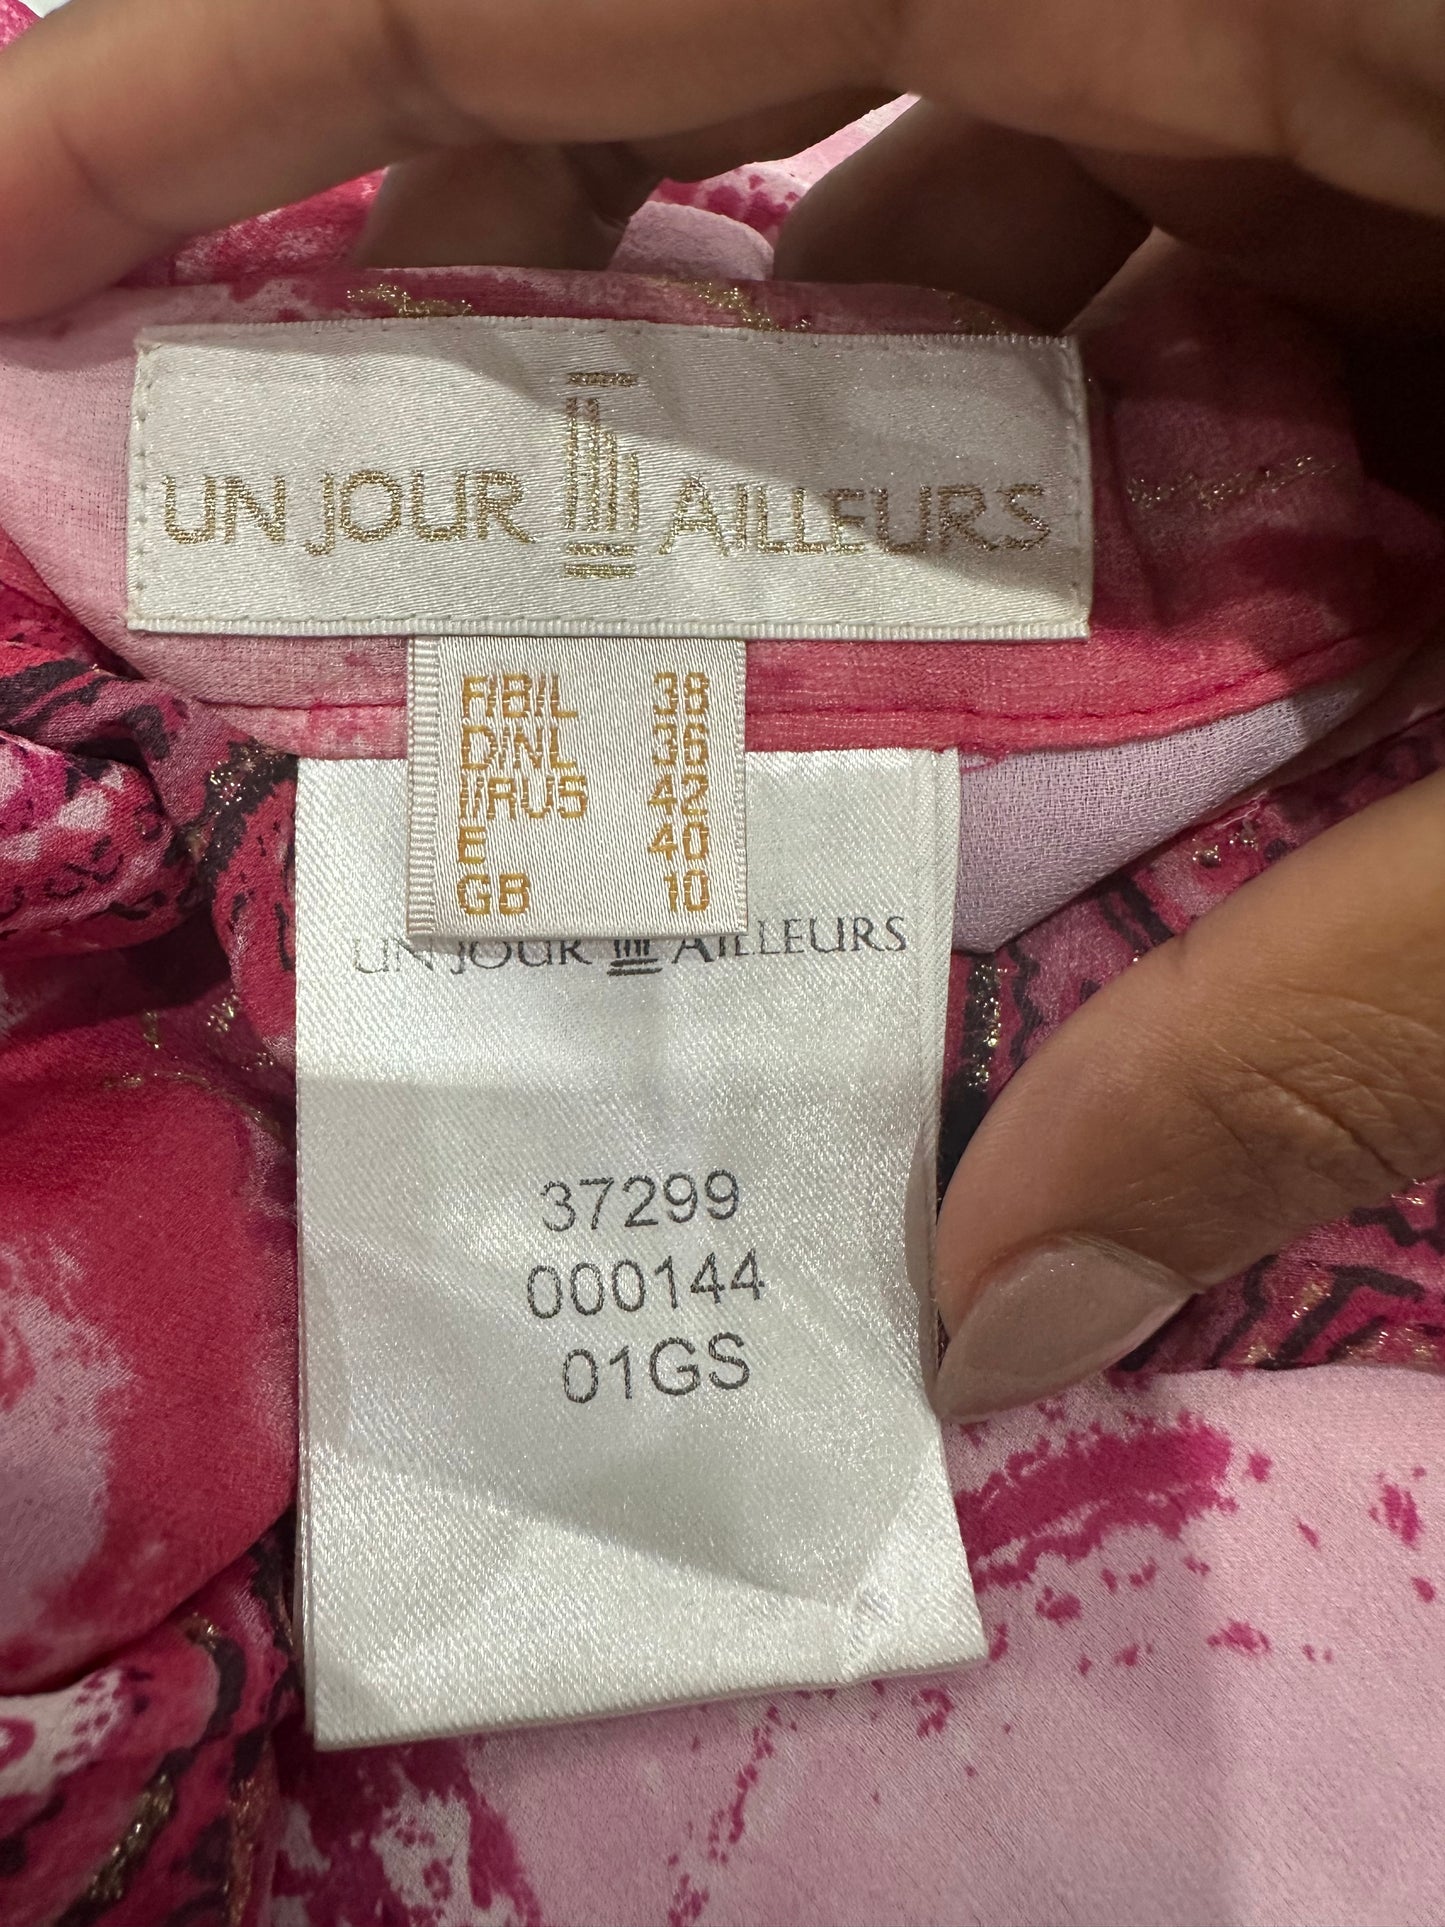 UN JOUR AILLEURS
F/B/L 38
D/NL 36
I/RUS 42
E 40
GB 10
UN JOUR AILLEURS
37299
000144
01GS